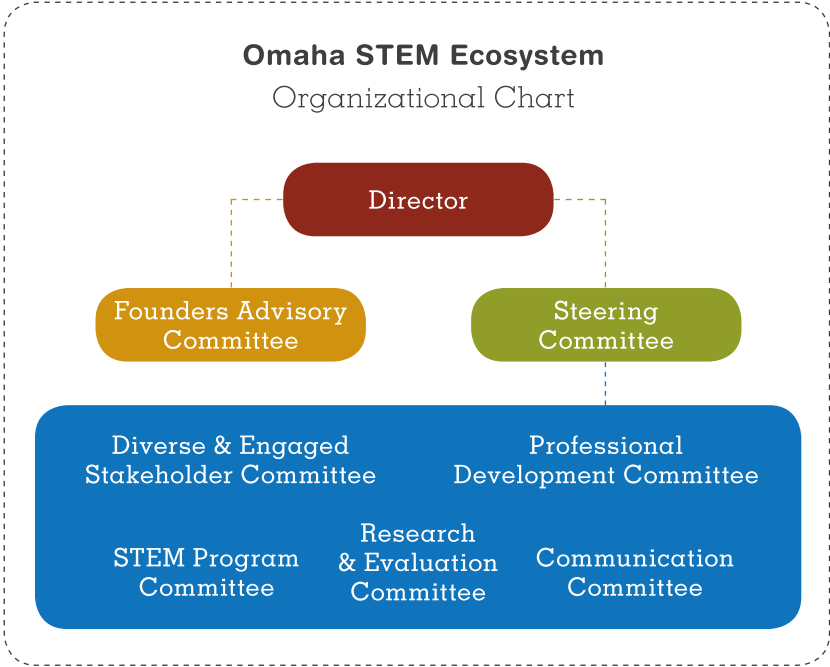 Omaha STEM Ecosystem
Organizational Chart
Director
Founders Advisory
Committee
Steering
Committee
Diverse & Engaged
Stakeholder Committee
Professional
Development Committee
STEM Program
Committee
Research
& Evaluation
Committee
Communication
Committee